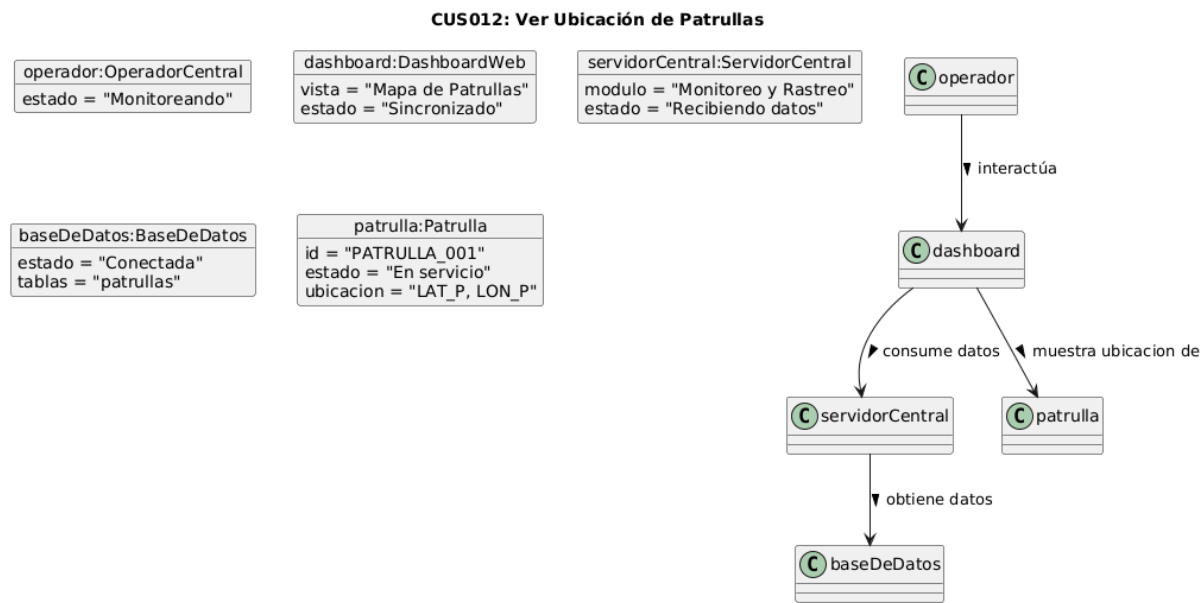 CUS012: Ver Ubicación de Patrullas
operador:OperadorCentral
estado = "Monitoreando"
dashboard:DashboardWeb
vista = "Mapa de Patrullas"
estado = "Sincronizado"
servidorCentral:ServidorCentral
modulo = "Monitoreo y Rastreo"
estado = "Recibiendo datos"
C operador
interactúa
baseDeDatos:BaseDeDatos
estado = "Conectada"
tablas = "patrullas"
patrulla:Patrulla
id = "PATRULLA_001"
estado = "En servicio"
ubicacion = "LAT_P, LON_P"
C dashboard
consume datos
muestra ubicacion de
C servidorCentral
C patrulla
obtiene datos
C baseDeDatos